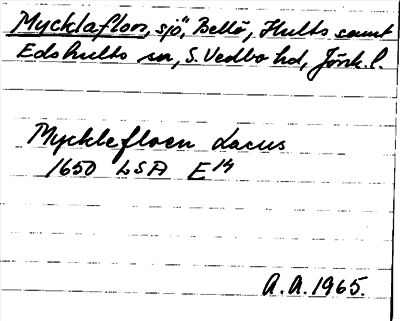 Mycklaflon, sjö, Bellö, Hults samt
Edshults sn, S. Vedbo hd, Jönk. l.
Mycklefloen Lacus
1650 LSA E14
A.A. 1965.